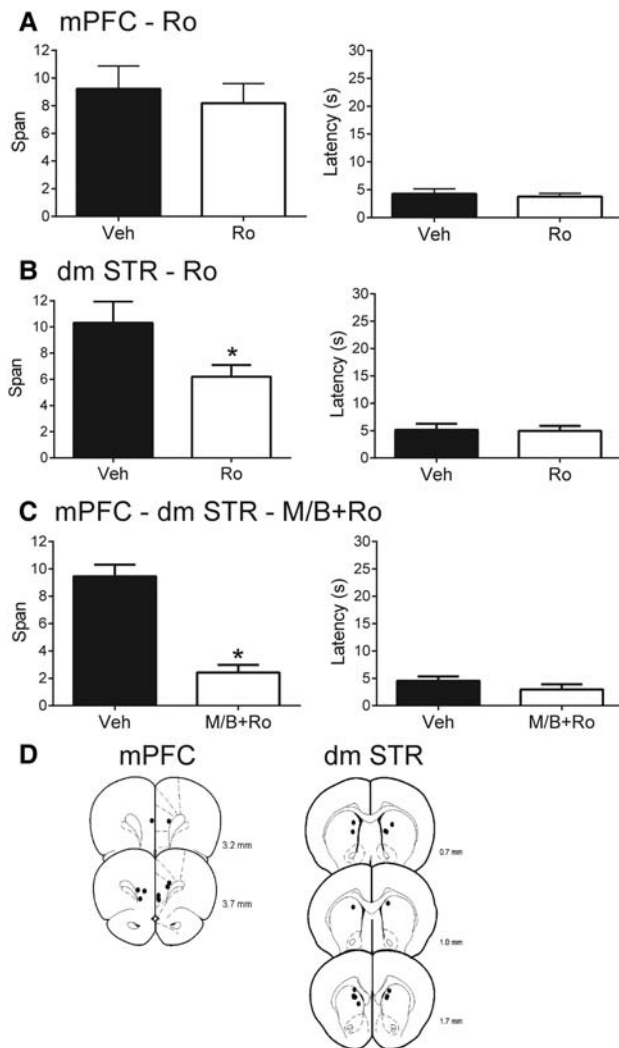 A mPFC - Ro
12
10
8
6
4
2
0
Span
Veh
Ro
30
25
20
15
10
5
0
Latency (s)
Veh
Ro
B dm STR - Ro
12
10
8
6
4
2
0
Span
*
Veh
Ro
30
25
20
15
10
5
0
Latency (s)
Veh
Ro
C mPFC - dm STR - M/B+Ro
12
10
8
6
4
2
0
Span
*
Veh
M/B+Ro
30
25
20
15
10
5
0
Latency (s)
Veh
M/B+Ro
D mPFC
3.2 mm
3.7 mm
dm STR
0.7 mm
1.0 mm
1.7 mm